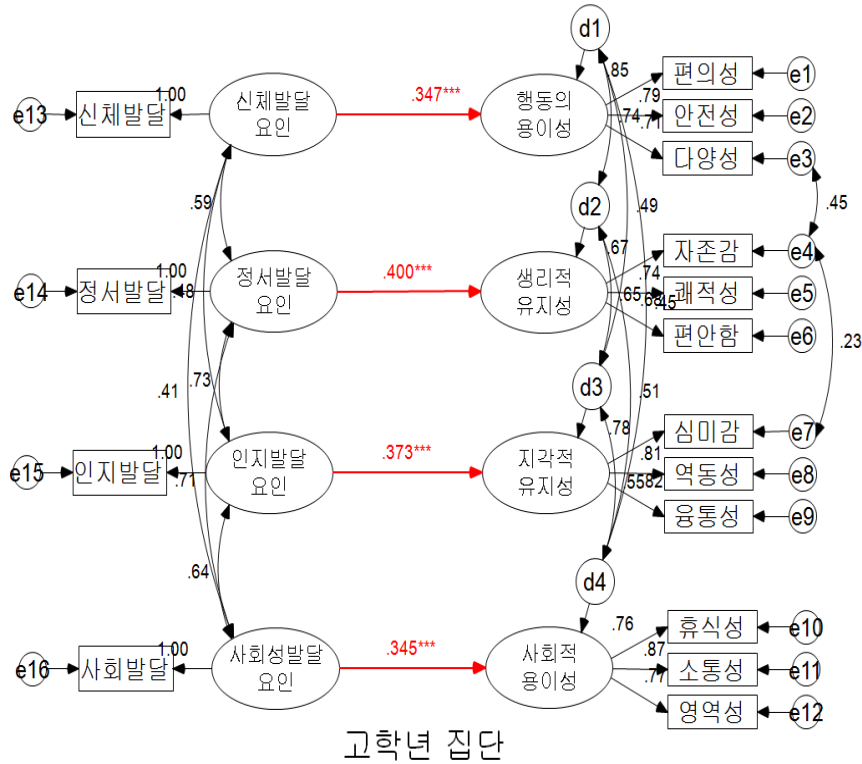 d1
.85
1.00
신체발달
요인
.347***
행동의
용이성
편의성
e1
e13
신체발달
.79
안전성
e2
.74
.71
다양성
e3
.59
d2
.49
.45
.67
자존감
e4
1.00
정서발달
요인
.400***
생리적
유지성
.74
e14
정서발달
.48
.65
.68
.45
쾌적성
e5
편안함
e6
.23
.41
.73
d3
.51
.78
심미감
e7
1.00
인지발달
요인
.373***
지각적
유지성
.81
e15
인지발달
.71
.55
.82
역동성
e8
융통성
e9
.64
d4
.76
휴식성
e10
1.00
사회성발달
요인
.345***
사회적
용이성
.87
e16
사회발달
.77
소통성
e11
영역성
e12
고학년 집단